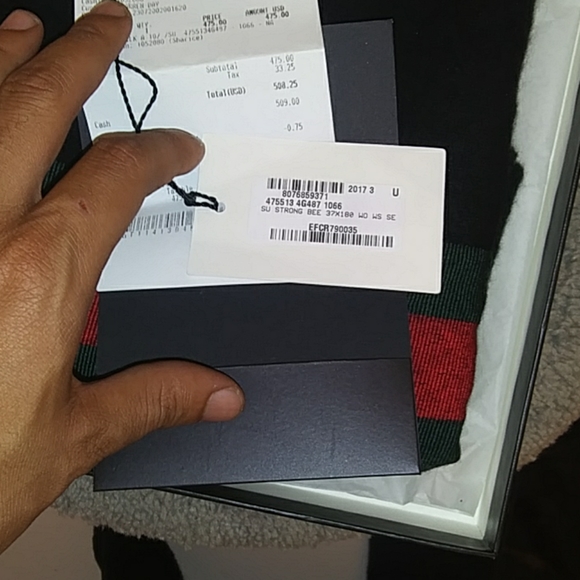 PRICE AMOUNT USD
475.00 475.00
Subtotal 475.00
Tax 33.25
Total(USD) 508.25
509.00
Cash -0.75
2017 3 U
8076859371
475513 4G487 1066
SU STRONG BEE 37X180 WO WS SE
EFCR790035